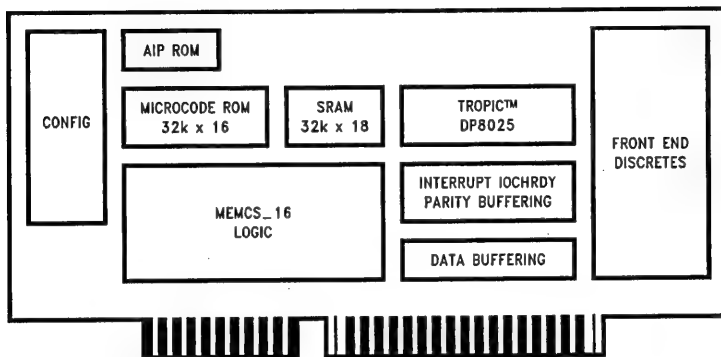 AIP ROM
CONFIG
MICROCODE ROM
32k x 16
SRAM
32k x 18
TROPIC™
DP8025
FRONT END
DISCRETES
MEMCS_16
LOGIC
INTERRUPT IOCHRDY
PARITY BUFFERING
DATA BUFFERING